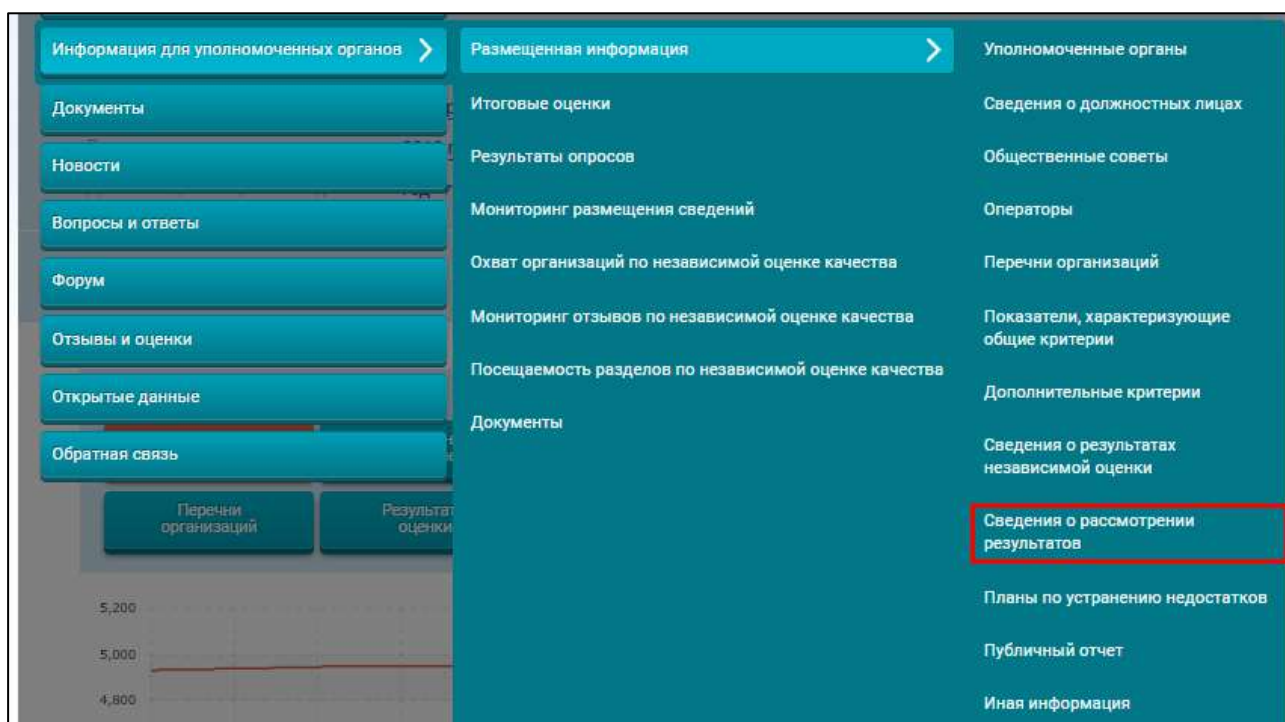 Информация для уполномоченных органов
Документы
Новости
Вопросы и ответы
Форум
Отзывы и оценки
Открытые данные
Обратная связь
Размещенная информация
Итоговые оценки
Результаты опросов
Мониторинг размещения сведений
Охват организаций по независимой оценке качества
Мониторинг отзывов по независимой оценке качества
Посещаемость разделов по независимой оценке качества
Документы
Уполномоченные органы
Сведения о должностных лицах
Общественные советы
Операторы
Перечни организаций
Показатели, характеризующие
общие критерии
Дополнительные критерии
Сведения о результатах
независимой оценки
Сведения о рассмотрении
результатов
Планы по устранению недостатков
Публичный отчет
Иная информация
Перечни
организаций
5,200
5,000
4,800